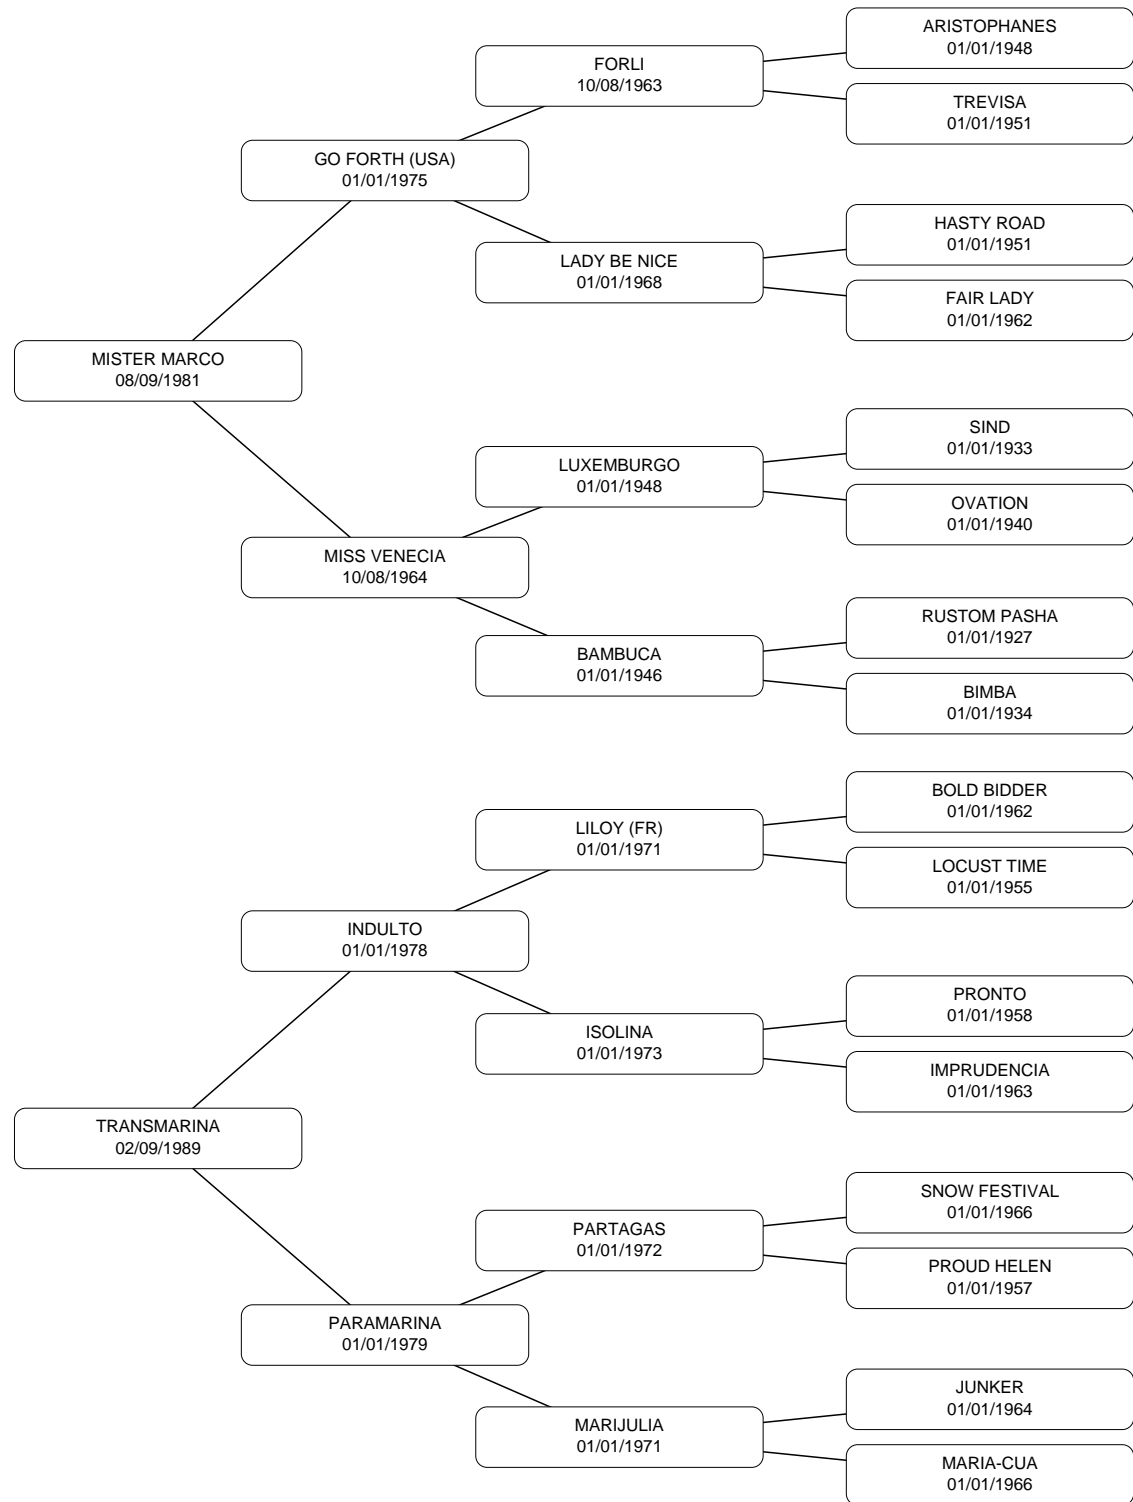 ARISTOPHANES
01/01/1948
FORLI
10/08/1963
TREVISA
01/01/1951
GO FORTH (USA)
01/01/1975
HASTY ROAD
01/01/1951
LADY BE NICE
01/01/1968
FAIR LADY
01/01/1962
MISTER MARCO
08/09/1981
SIND
01/01/1933
LUXEMBURGO
01/01/1948
OVATION
01/01/1940
MISS VENECIA
10/08/1964
RUSTOM PASHA
01/01/1927
BAMBUCA
01/01/1946
BIMBA
01/01/1934
BOLD BIDDER
01/01/1962
LILOY (FR)
01/01/1971
LOCUST TIME
01/01/1955
INDULTO
01/01/1978
PRONTO
01/01/1958
ISOLINA
01/01/1973
IMPRUDENCIA
01/01/1963
TRANSMARINA
02/09/1989
SNOW FESTIVAL
01/01/1966
PARTAGAS
01/01/1972
PROUD HELEN
01/01/1957
PARAMARINA
01/01/1979
JUNKER
01/01/1964
MARIJULIA
01/01/1971
MARIA-CUA
01/01/1966